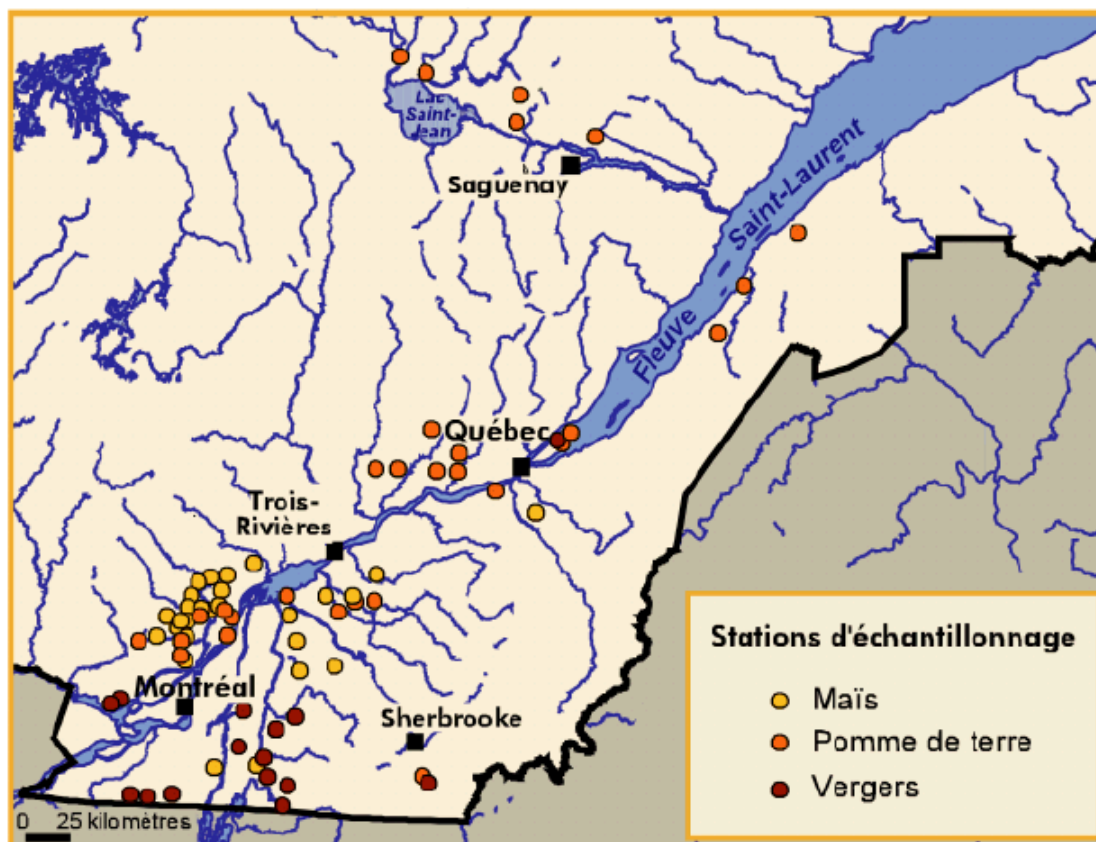 Lac
Saint-
Jean
Saguenay
Fleuve Saint-Laurent
Québec
Trois-
Rivières
Montréal
Sherbrooke
Stations d'échantillonnage
Maïs
Pomme de terre
Vergers
0 25 kilomètres